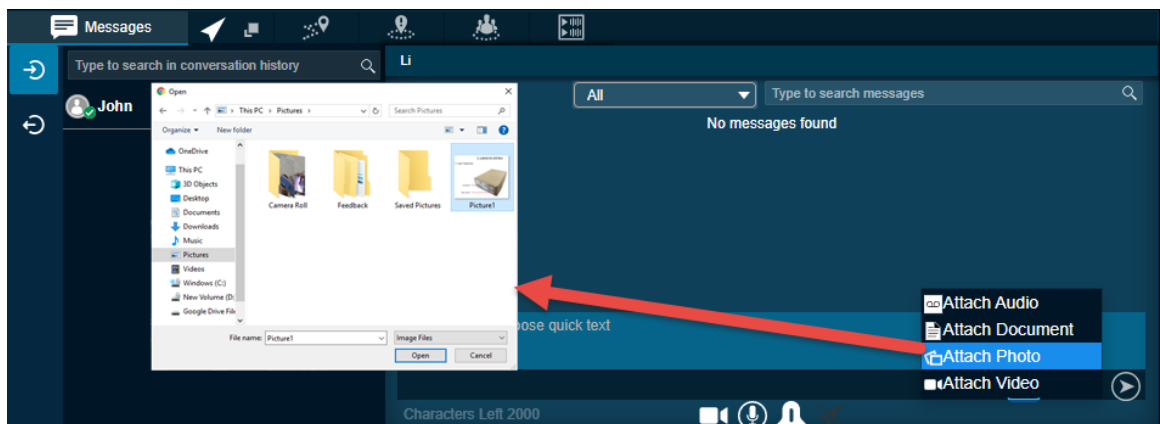 Messages
Type to search in conversation history
Li
John
All
Type to search messages
No messages found
Open
This PC > Pictures >
Search Pictures
Organize
New folder
OneDrive
This PC
3D Objects
Desktop
Documents
Downloads
Music
Pictures
Videos
Windows (C:)
New Volume (D:
Google Drive File
Camera Roll
Feedback
Saved Pictures
Picture1
File name:
Picture1
Image Files
Open
Cancel
quick text
Attach Audio
Attach Document
Attach Photo
Attach Video
Characters Left 2000